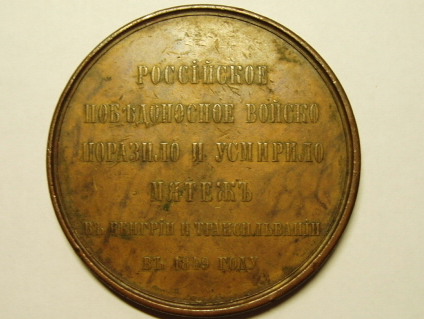 РОССІЙСКОЕ
ПОБѢДОНОСНОЕ ВОЙСКО
ПОРАЗИЛО И УСМИРИЛО
МЯТЕЖЪ
ВЪ ВЕНГРІИ И ТРАНСИЛЬВАНІИ
ВЪ 1849 ГОДУ